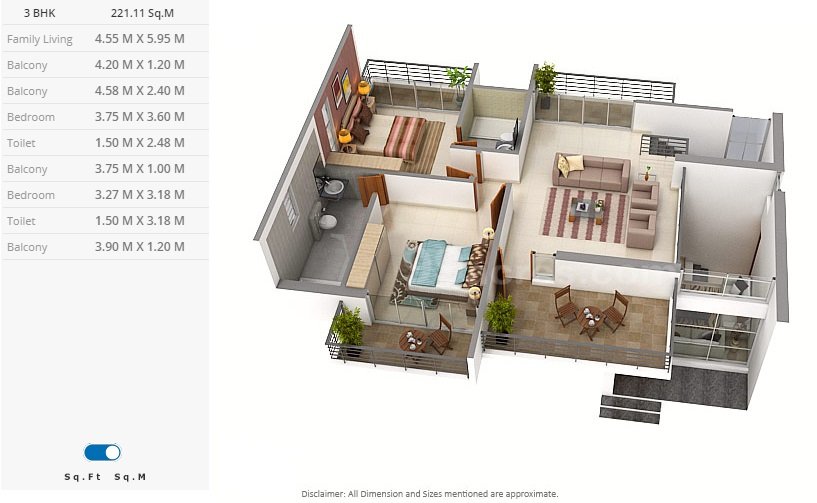 3 BHK 221.11 Sq.M
Family Living 4.55 M X 5.95 M
Balcony 4.20 M X 1.20 M
Balcony 4.58 M X 2.40 M
Bedroom 3.75 M X 3.60 M
Toilet 1.50 M X 2.48 M
Balcony 3.75 M X 1.00 M
Bedroom 3.27 M X 3.18 M
Toilet 1.50 M X 3.18 M
Balcony 3.90 M X 1.20 M
Sq.Ft Sq.M
Disclaimer: All Dimension and Sizes mentioned are approximate.